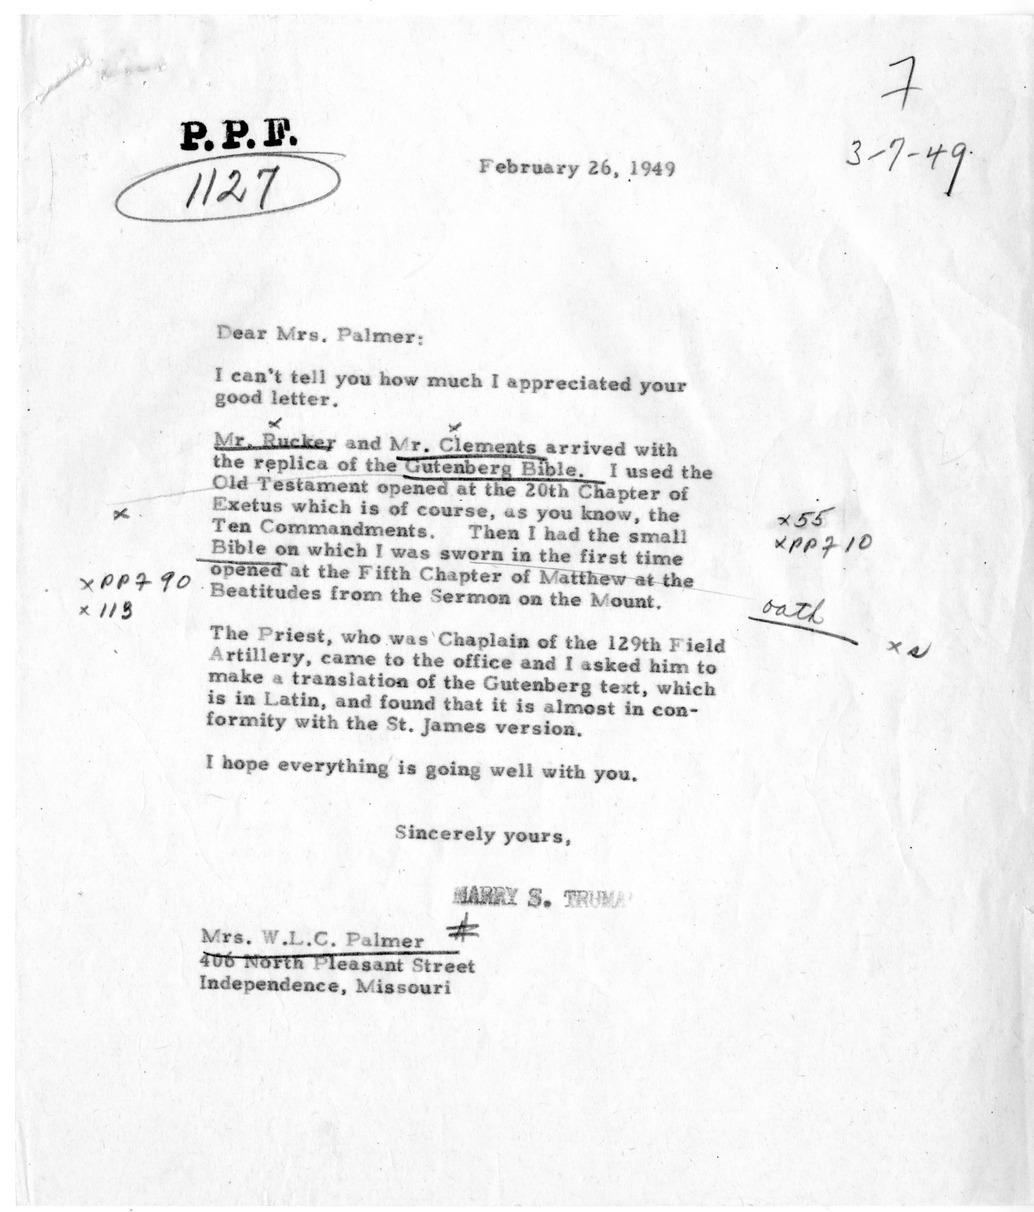 7
P.P.F.
1127
February 26, 1949
3-7-49
Dear Mrs. Palmer:
I can't tell you how much I appreciated your
good letter.
x x
Mr. Rucker and Mr. Clements arrived with
the replica of the Gutenberg Bible. I used the
Old Testament opened at the 20th Chapter of
Exetus which is of course, as you know, the
x x55
Ten Commandments. Then I had the small
xPPF 10
Bible on which I was sworn in the first time
opened at the Fifth Chapter of Matthew at the
xPPF 90
Beatitudes from the Sermon on the Mount.
x 113
oath
The Priest, who was Chaplain of the 129th Field
Artillery, came to the office and I asked him to
make a translation of the Gutenberg text, which
is in Latin, and found that it is almost in con-
formity with the St. James version.
I hope everything is going well with you.
Sincerely yours,
HARRY S. TRUMA
Mrs. W.L.C. Palmer #
406 North Pleasant Street
Independence, Missouri